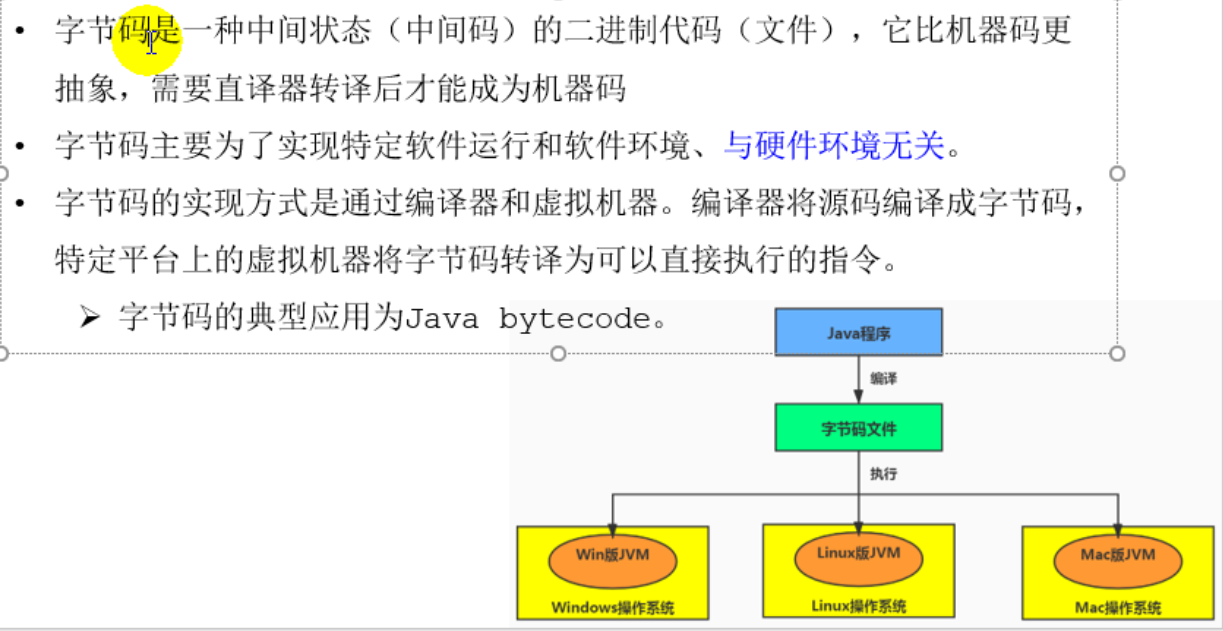 • 字节码是一种中间状态（中间码）的二进制代码（文件），它比机器码更
抽象，需要直译器转译后才能成为机器码
• 字节码主要为了实现特定软件运行和软件环境、与硬件环境无关。
• 字节码的实现方式是通过编译器和虚拟机器。编译器将源码编译成字节码，
特定平台上的虚拟机器将字节码转译为可以直接执行的指令。
➢ 字节码的典型应用为Java bytecode。
Java程序
编译
字节码文件
执行
Win版JVM
Linux版JVM
Mac版JVM
Windows操作系统
Linux操作系统
Mac操作系统